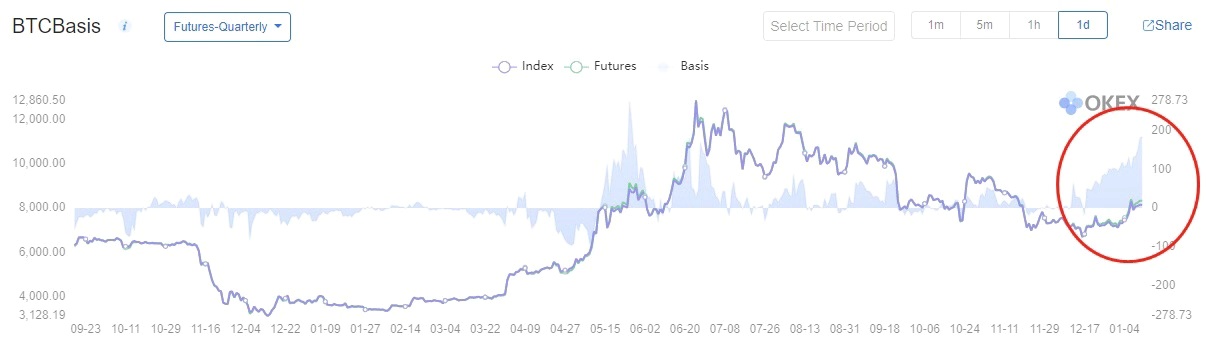 BTCBasis i Futures-Quarterly Select Time Period 1m 5m 1h 1d Share
Index Futures Basis
12,860.50 OKEX 278.73
12,000.00 200
10,000.00 100
8,000.00 0
6,000.00 -100
4,000.00 -200
3,128.19 -278.73
09-23 10-11 10-29 11-16 12-04 12-22 01-09 01-27 02-14 03-04 03-22 04-09 04-27 05-15 06-02 06-20 07-08 07-26 08-13 08-31 09-18 10-06 10-24 11-11 11-29 12-17 01-04